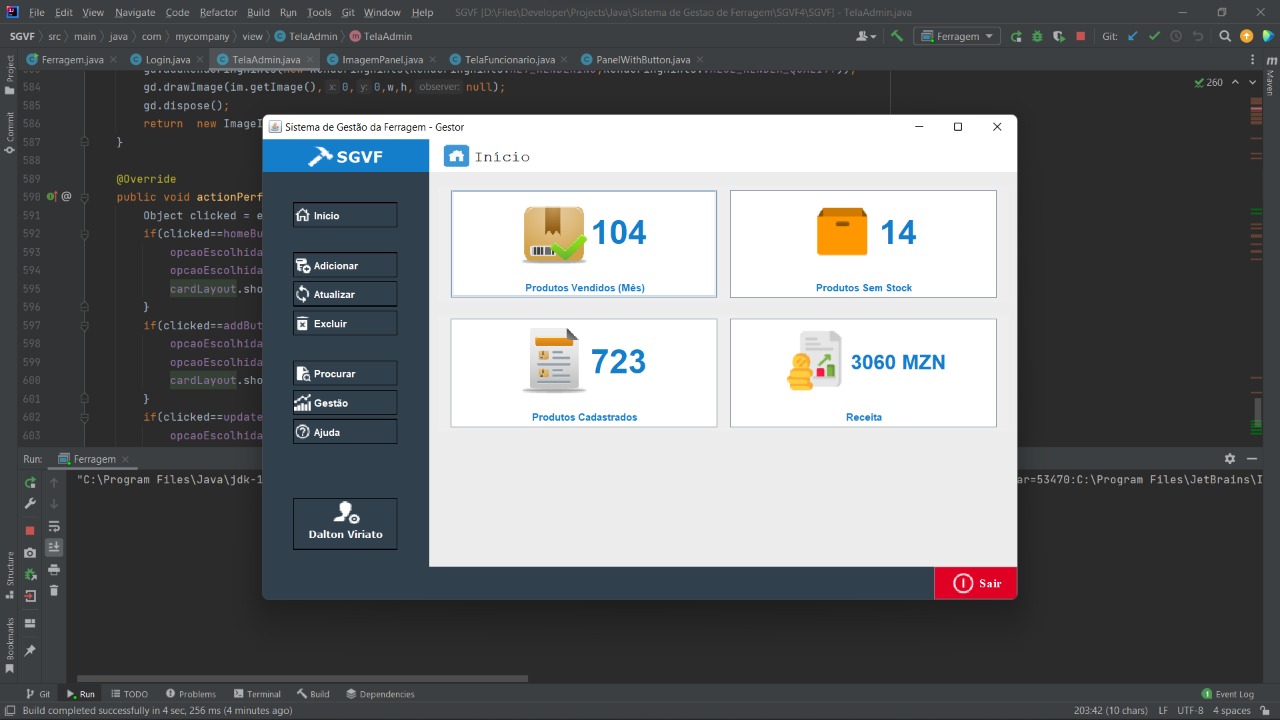 File Edit View Navigate Code Refactor Build Run Tools Git Window Help SGVF [D:\Files\Developer\Projects\Java\Sistema de Gestao de Ferragem\SGVF4\SGVF] - TelaAdmin.java
SGVF src main java com mycompany view TelaAdmin TelaAdmin Ferragem Git:
Ferragem.java Login.java TelaAdmin.java ImagemPanel.java TelaFuncionario.java PanelWithButton.java
Project
Commit
Maven
260
584 gd.drawImage(im.getImage(), x: 0, y: 0,w,h, observer: null);
585 gd.dispose();
586 return new ImageI
587 }
588
589 @Override
590 public void actionPerf
591 Object clicked = e
592 if(clicked==homeBu
593 opcaoEscolhida
594 opcaoEscolhida
595 cardLayout.sho
596 }
597 if(clicked==addBut
598 opcaoEscolhida
599 opcaoEscolhida
600 cardLayout.sho
601 }
602 if(clicked==update
603 opcaoEscolhida
Sistema de Gestão da Ferragem - Gestor
SGVF
Início
Inicio
Adicionar
Atualizar
Excluir
Procurar
Gestão
Ajuda
Dalton Viriato
104
Produtos Vendidos (Mês)
14
Produtos Sem Stock
723
Produtos Cadastrados
3060 MZN
Receita
Sair
Run: Ferragem
"C:\Program Files\Java\jdk-1
ar=53470:C:\Program Files\JetBrains\I
Structure
Bookmarks
Git Run TODO Problems Terminal Build Dependencies 1 Event Log
Build completed successfully in 4 sec, 256 ms (4 minutes ago) 203:42 (10 chars) LF UTF-8 4 spaces